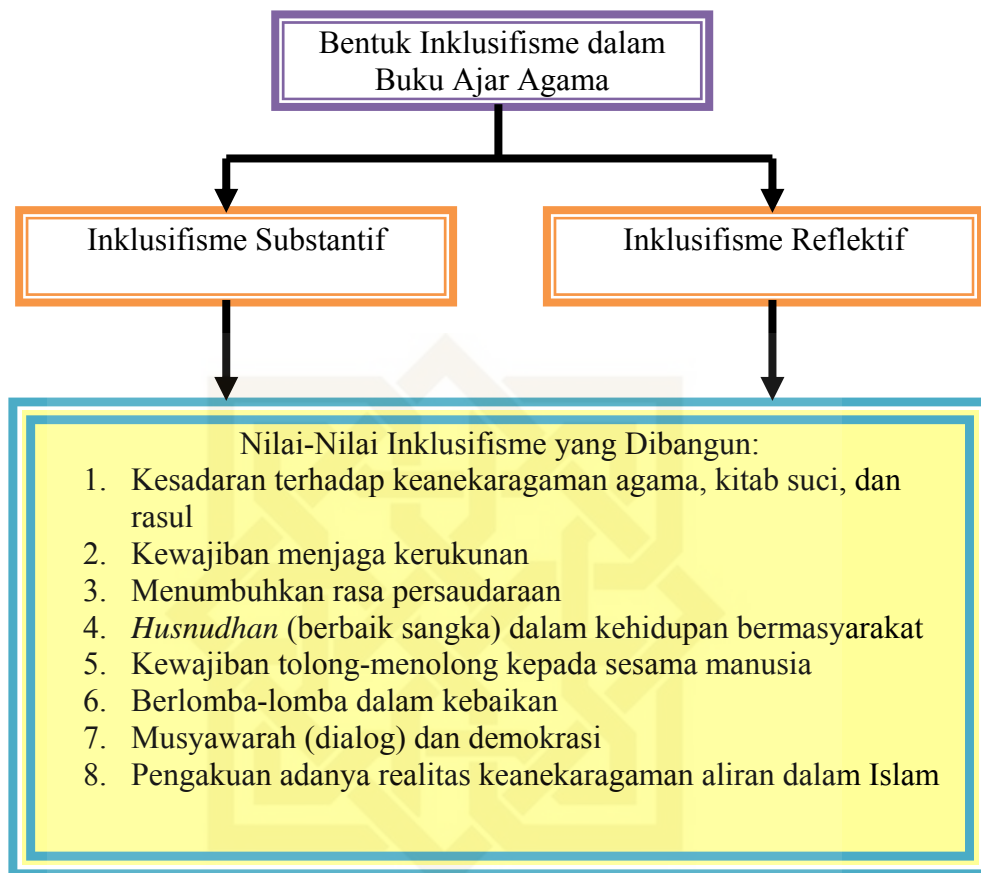 Bentuk Inklusifisme dalam
Buku Ajar Agama
Inklusifisme Substantif
Inklusifisme Reflektif
Nilai-Nilai Inklusifisme yang Dibangun:
1. Kesadaran terhadap keanekaragaman agama, kitab suci, dan
rasul
2. Kewajiban menjaga kerukunan
3. Menumbuhkan rasa persaudaraan
4. Husnudhan (berbaik sangka) dalam kehidupan bermasyarakat
5. Kewajiban tolong-menolong kepada sesama manusia
6. Berlomba-lomba dalam kebaikan
7. Musyawarah (dialog) dan demokrasi
8. Pengakuan adanya realitas keanekaragaman aliran dalam Islam